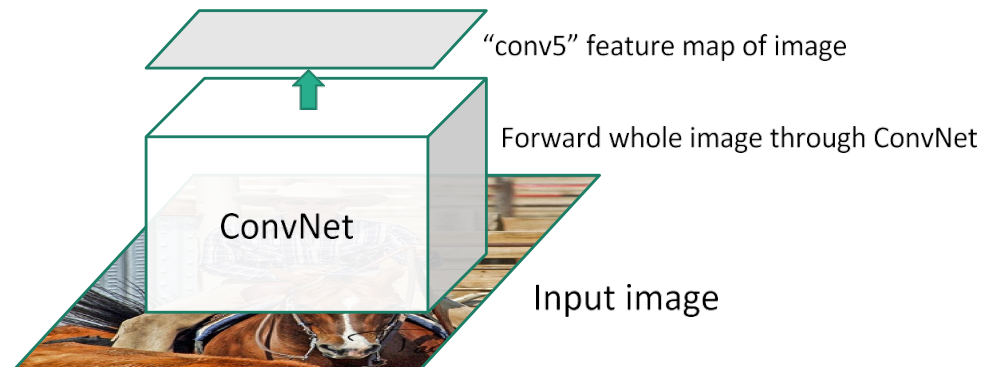 “conv5” feature map of image
Forward whole image through ConvNet
ConvNet
Input image